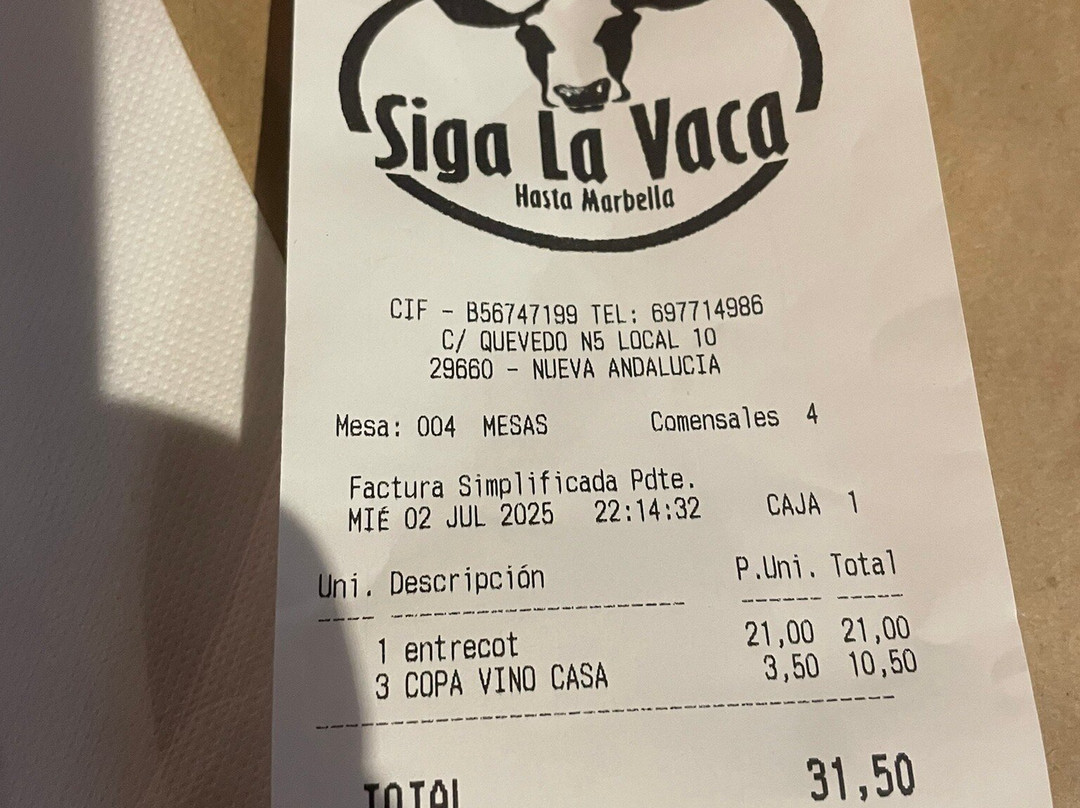 Siga La Vaca
Hasta Marbella
CIF - B56747199 TEL: 697714986
C/ QUEVEDO N5 LOCAL 10
29660 - NUEVA ANDALUCIA
Mesa: 004 MESAS Comensales 4
Factura Simplificada Pdte.
MIÉ 02 JUL 2025 22:14:32 CAJA 1
Uni. Descripción P.Uni. Total
1 entrecot 21,00 21,00
3 COPA VINO CASA 3,50 10,50
TOTAL 31,50